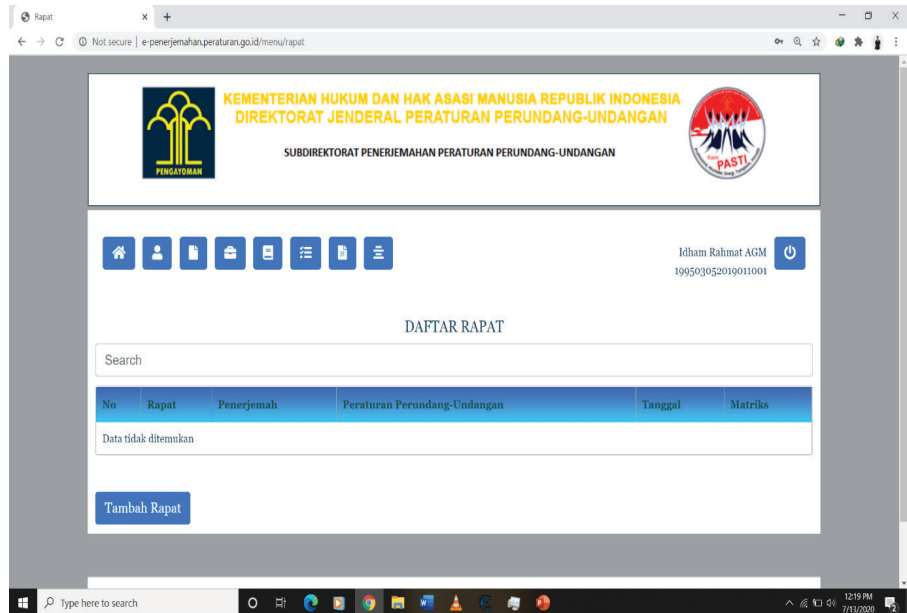 Rapat
Not secure | e-penerjemahan.peraturan.go.id/menu/rapat
KEMENTERIAN HUKUM DAN HAK ASASI MANUSIA REPUBLIK INDONESIA
DIREKTORAT JENDERAL PERATURAN PERUNDANG-UNDANGAN
SUBDIREKTORAT PENERJEMAHAN PERATURAN PERUNDANG-UNDANGAN
PENGAYOMAN
Kami
PASTI
Idham Rahmat AGM
199503052019011001
DAFTAR RAPAT
Search
No Rapat Penerjemah Peraturan Perundang-Undangan Tanggal Matriks
Data tidak ditemukan
Tambah Rapat
Type here to search
12:19 PM
7/13/2020
2